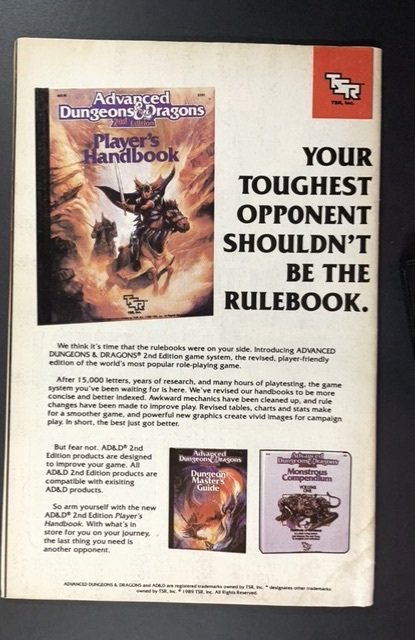 TSR
TSR, Inc.
Advanced
Dungeons & Dragons
2nd Edition
Player's
Handbook
TSR
YOUR
TOUGHEST
OPPONENT
SHOULDN'T
BE THE
RULEBOOK.
We think it's time that the rulebooks were on your side. Introducing ADVANCED
DUNGEONS & DRAGONS® 2nd Edition game system, the revised, player-friendly
edition of the world's most popular role-playing game.
After 15,000 letters, years of research, and many hours of playtesting, the game
system you've been waiting for is here. We've revised our handbooks to be more
concise and better indexed. Awkward mechanics have been cleaned up, and rule
changes have been made to improve play. Revised tables, charts and stats make
for a smoother game, and powerful new graphics create vivid images for campaign
play. In short, the best just got better.
But fear not. AD&D® 2nd
Edition products are designed
to improve your game. All
AD&D 2nd Edition products are
compatible with exisiting
AD&D products.
So arm yourself with the new
AD&D® 2nd Edition Player's
Handbook. With what's in
store for you on your journey,
the last thing you need is
another opponent.
Advanced
Dungeons & Dragons
Dungeon
Master's
Guide
Advanced
Dungeons & Dragons
Monstrous
Compendium
VOLUME ONE
ADVANCED DUNGEONS & DRAGONS and AD&D are registered trademarks owned by TSR, Inc. ™ designates other trademarks
owned by TSR, Inc. © 1989 TSR, Inc. All Rights Reserved.